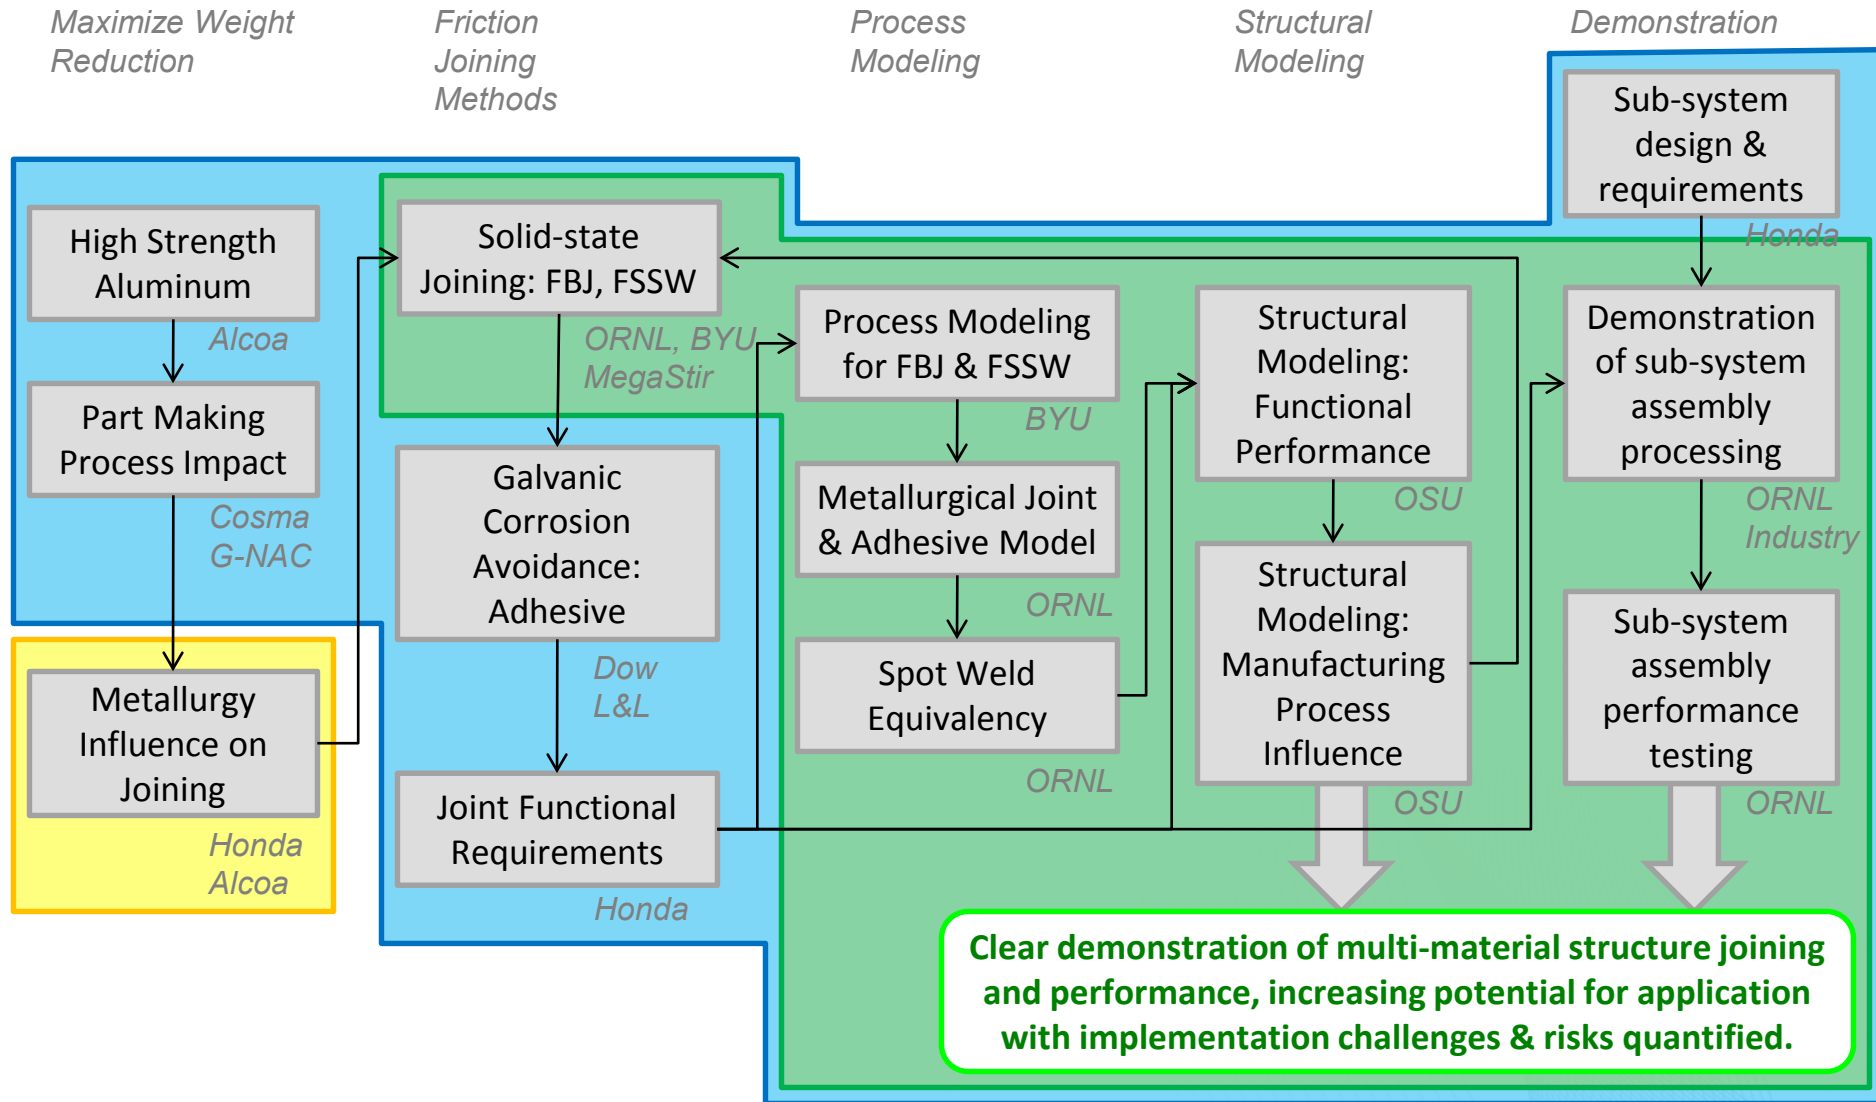 Maximize Weight
Reduction
Friction
Joining
Methods
Process
Modeling
Structural
Modeling
Demonstration
High Strength
Aluminum
Alcoa
Part Making
Process Impact
Cosma
G-NAC
Metallurgy
Influence on
Joining
Honda
Alcoa
Solid-state
Joining: FBJ, FSSW
ORNL, BYU
MegaStir
Galvanic
Corrosion
Avoidance:
Adhesive
Dow
L&L
Joint Functional
Requirements
Honda
Process Modeling
for FBJ & FSSW
BYU
Metallurgical Joint
& Adhesive Model
ORNL
Spot Weld
Equivalency
ORNL
Structural
Modeling:
Functional
Performance
OSU
Structural
Modeling:
Manufacturing
Process
Influence
OSU
Sub-system
design &
requirements
Honda
Demonstration
of sub-system
assembly
processing
ORNL
Industry
Sub-system
assembly
performance
testing
ORNL
Clear demonstration of multi-material structure joining
and performance, increasing potential for application
with implementation challenges & risks quantified.